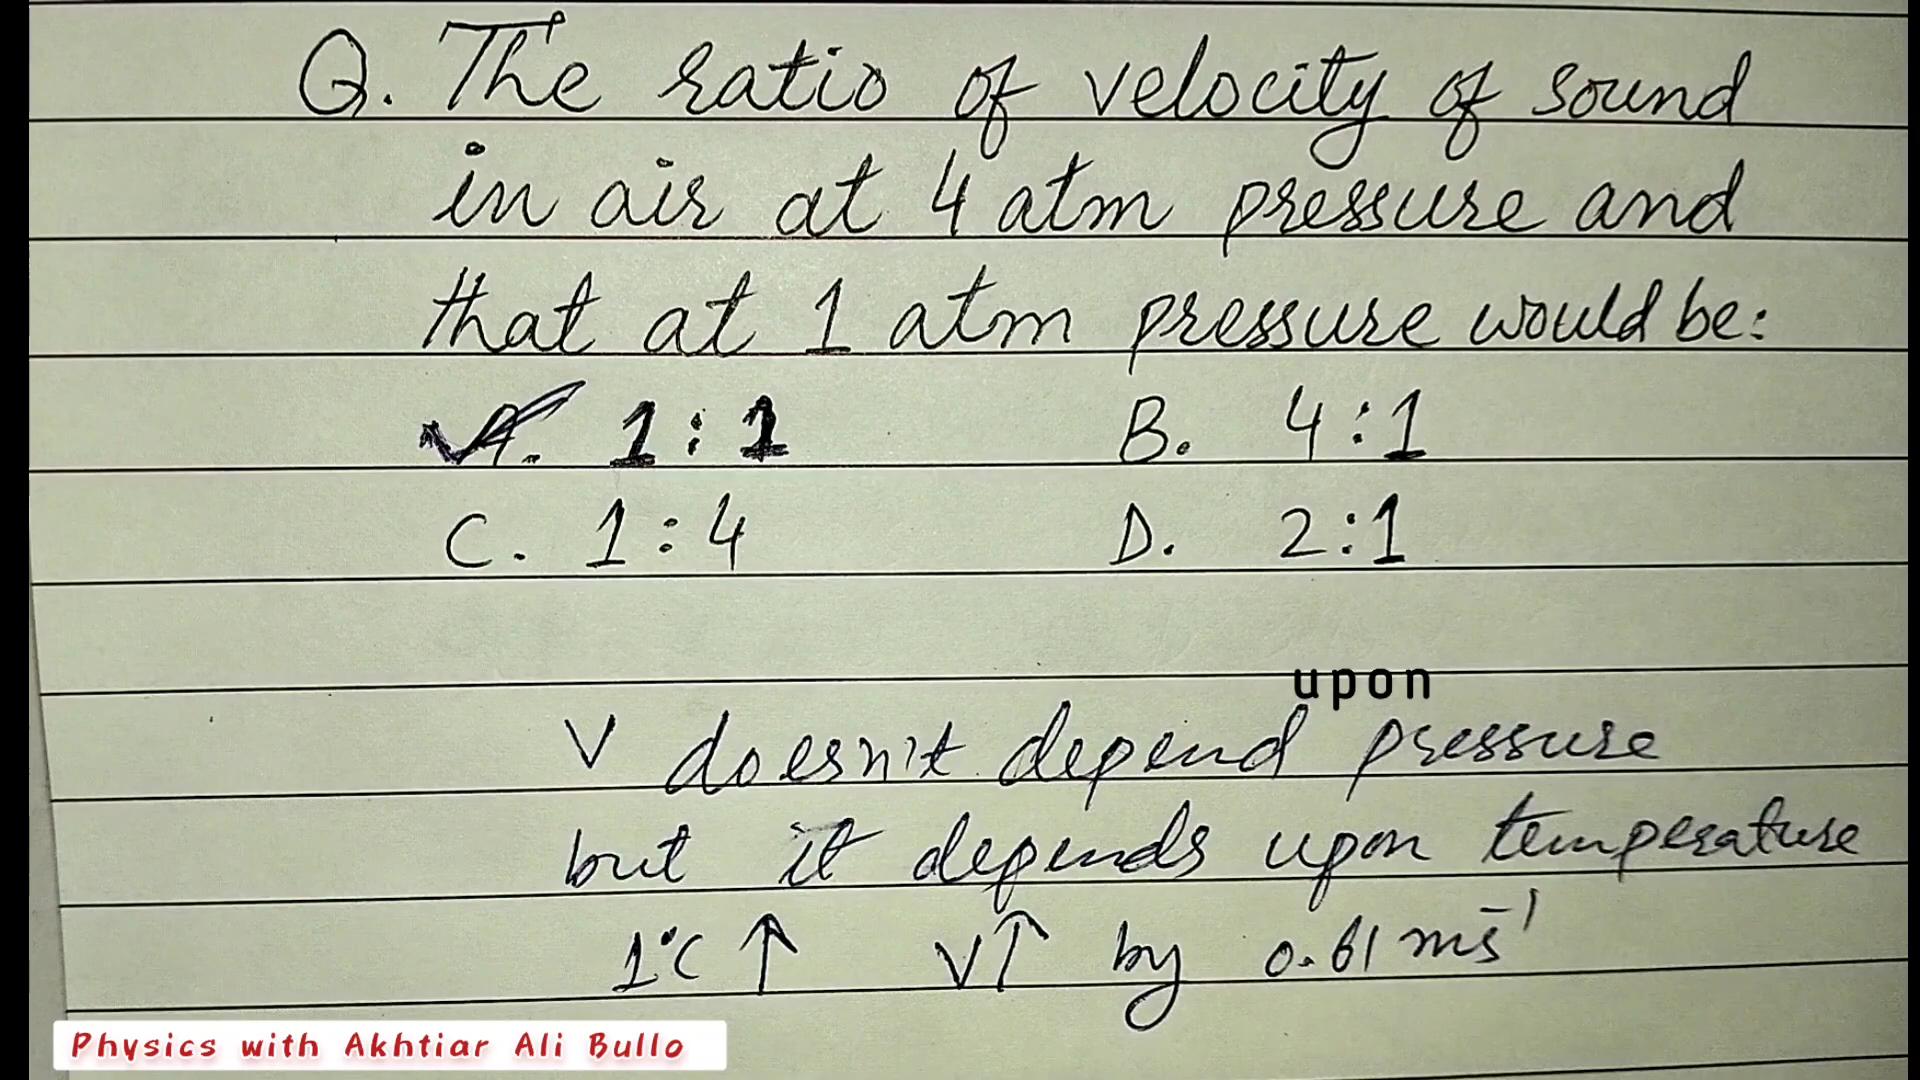 Q. The ratio of velocity of sound
in air at 4 atm pressure and
that at 1 atm pressure would be:
A. 1 : 1 B. 4 : 1
C. 1 : 4 D. 2 : 1
upon
V doesn't depend pressure
but it depends upon temperature
1°C ↑ V↑ by 0.61 ms⁻¹
Physics with Akhtiar Ali Bullo